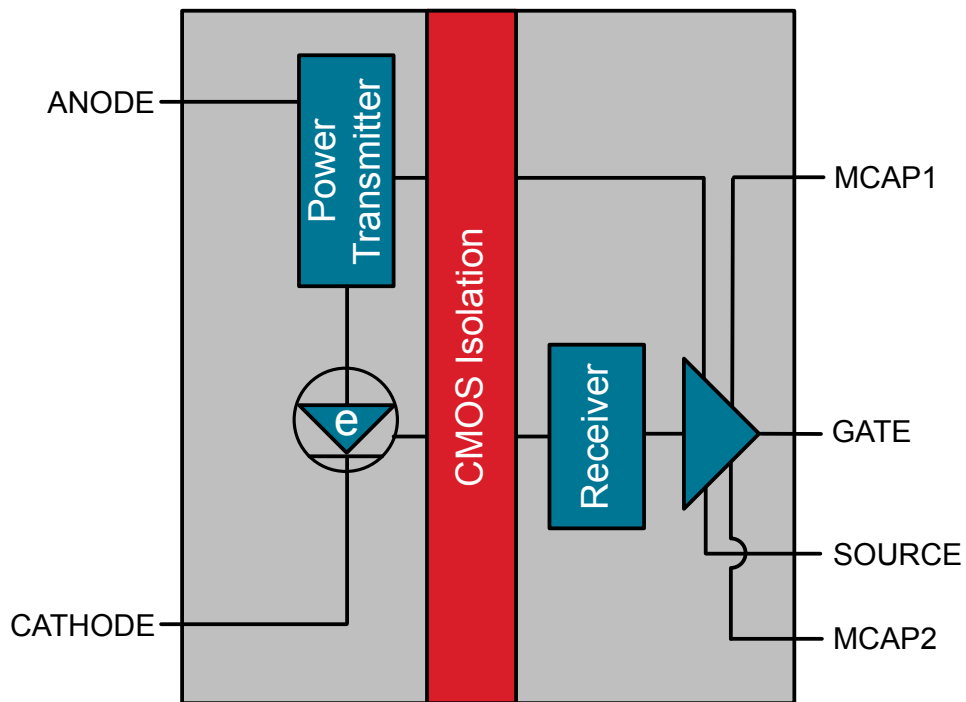 ANODE
Power
Transmitter
CMOS Isolation
MCAP1
e
Receiver
GATE
SOURCE
CATHODE
MCAP2